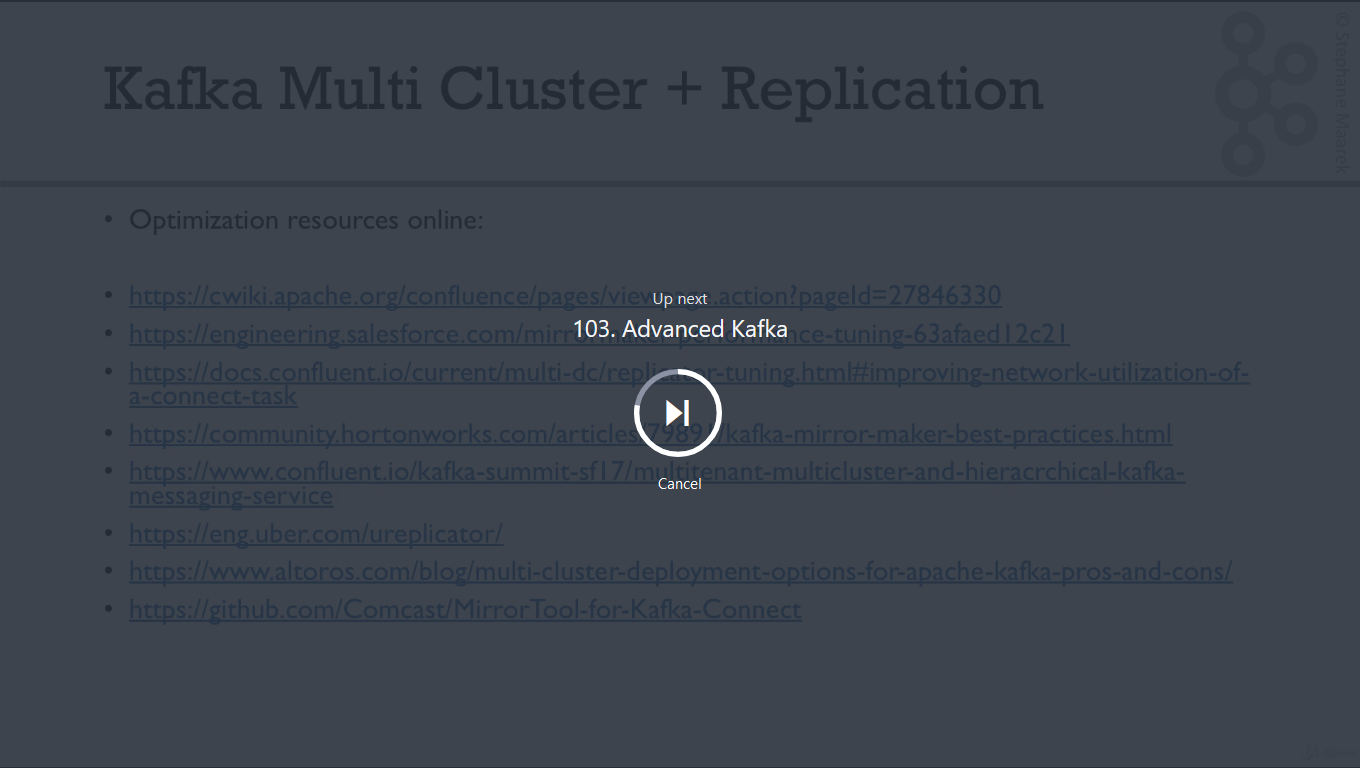 Kafka Multi Cluster + Replication
© Stephane Maarek
• Optimization resources online:
• https://cwiki.apache.org/confluence/pages/viewpage.action?pageId=27846330
Up next
103. Advanced Kafka
• https://engineering.salesforce.com/mirrormaker-performance-tuning-63afaed12c21
• https://docs.confluent.io/current/multi-dc/replicator-tuning.html#improving-network-utilization-of-
a-connect-task
• https://community.hortonworks.com/articles/79891/kafka-mirror-maker-best-practices.html
• https://www.confluent.io/kafka-summit-sf17/multitenant-multicluster-and-hieracrchical-kafka-
messaging-service
Cancel
• https://eng.uber.com/ureplicator/
• https://www.altoros.com/blog/multi-cluster-deployment-options-for-apache-kafka-pros-and-cons/
• https://github.com/Comcast/MirrorTool-for-Kafka-Connect